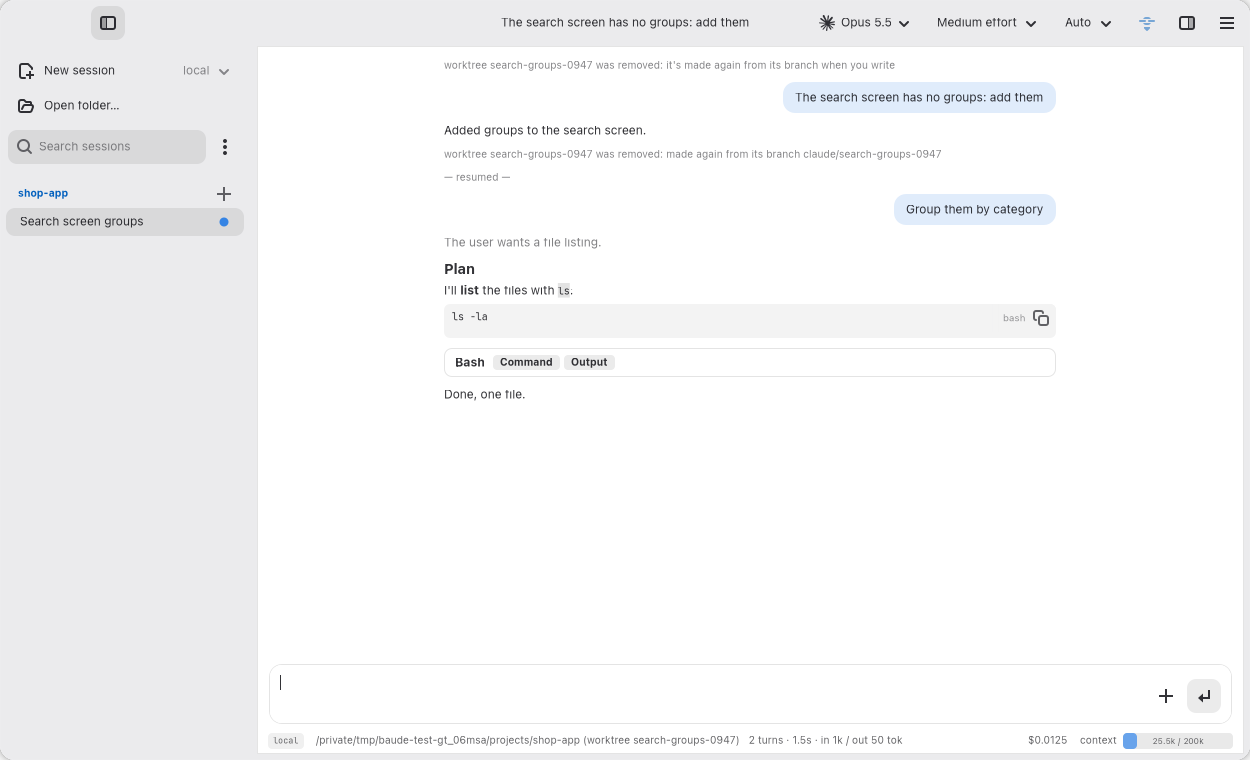 The search screen has no groups: add them
Opus 5.5
Medium effort
Auto
New session
local
Open folder...
Search sessions
shop-app
Search screen groups
worktree search-groups-0947 was removed: it's made again from its branch when you write
The search screen has no groups: add them
Added groups to the search screen.
worktree search-groups-0947 was removed: made again from its branch claude/search-groups-0947
— resumed —
Group them by category
The user wants a file listing.
Plan
I'll list the files with ls.
ls -la
bash
Bash Command Output
Done, one file.
local /private/tmp/baude-test-gt_06msa/projects/shop-app (worktree search-groups-0947) 2 turns · 1.5s · in 1k / out 50 tok
$0.0125 context 25.5k / 200k